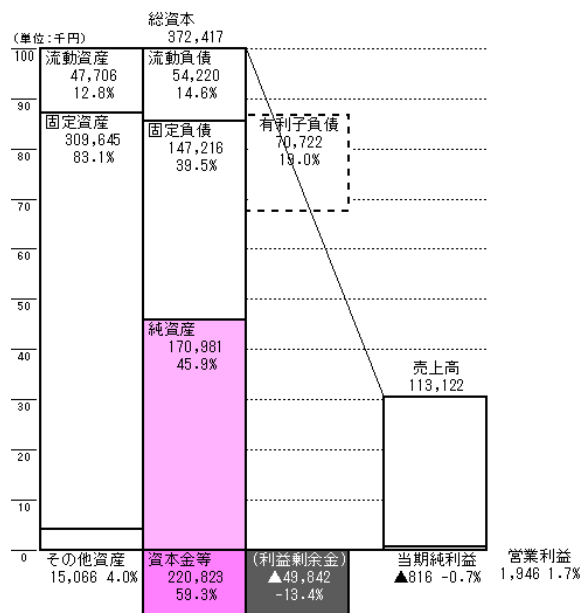 総資本
372,417
(単位:千円)
100
90
80
70
60
50
40
30
20
10
0
流動資産
47,706
12.8%
固定資産
309,645
83.1%
流動負債
54,220
14.6%
固定負債
147,216
39.5%
有利子負債
70,722
19.0%
純資産
170,981
45.9%
売上高
113,122
その他資産
15,066 4.0%
資本金等
220,823
59.3%
(利益剰余金)
▲49,842
-13.4%
当期純利益
▲816 -0.7%
営業利益
1,946 1.7%